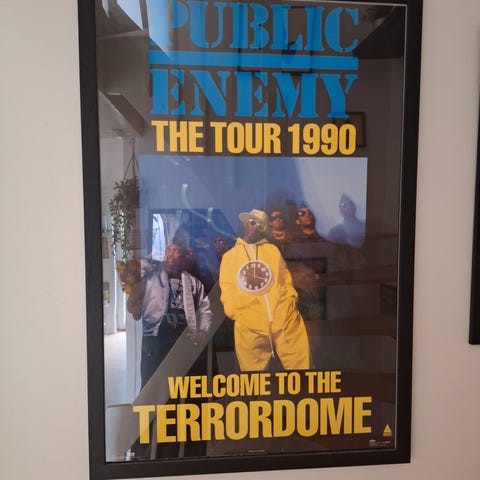 PUBLIC
ENEMY
THE TOUR 1990
WELCOME TO THE
TERRORDOME